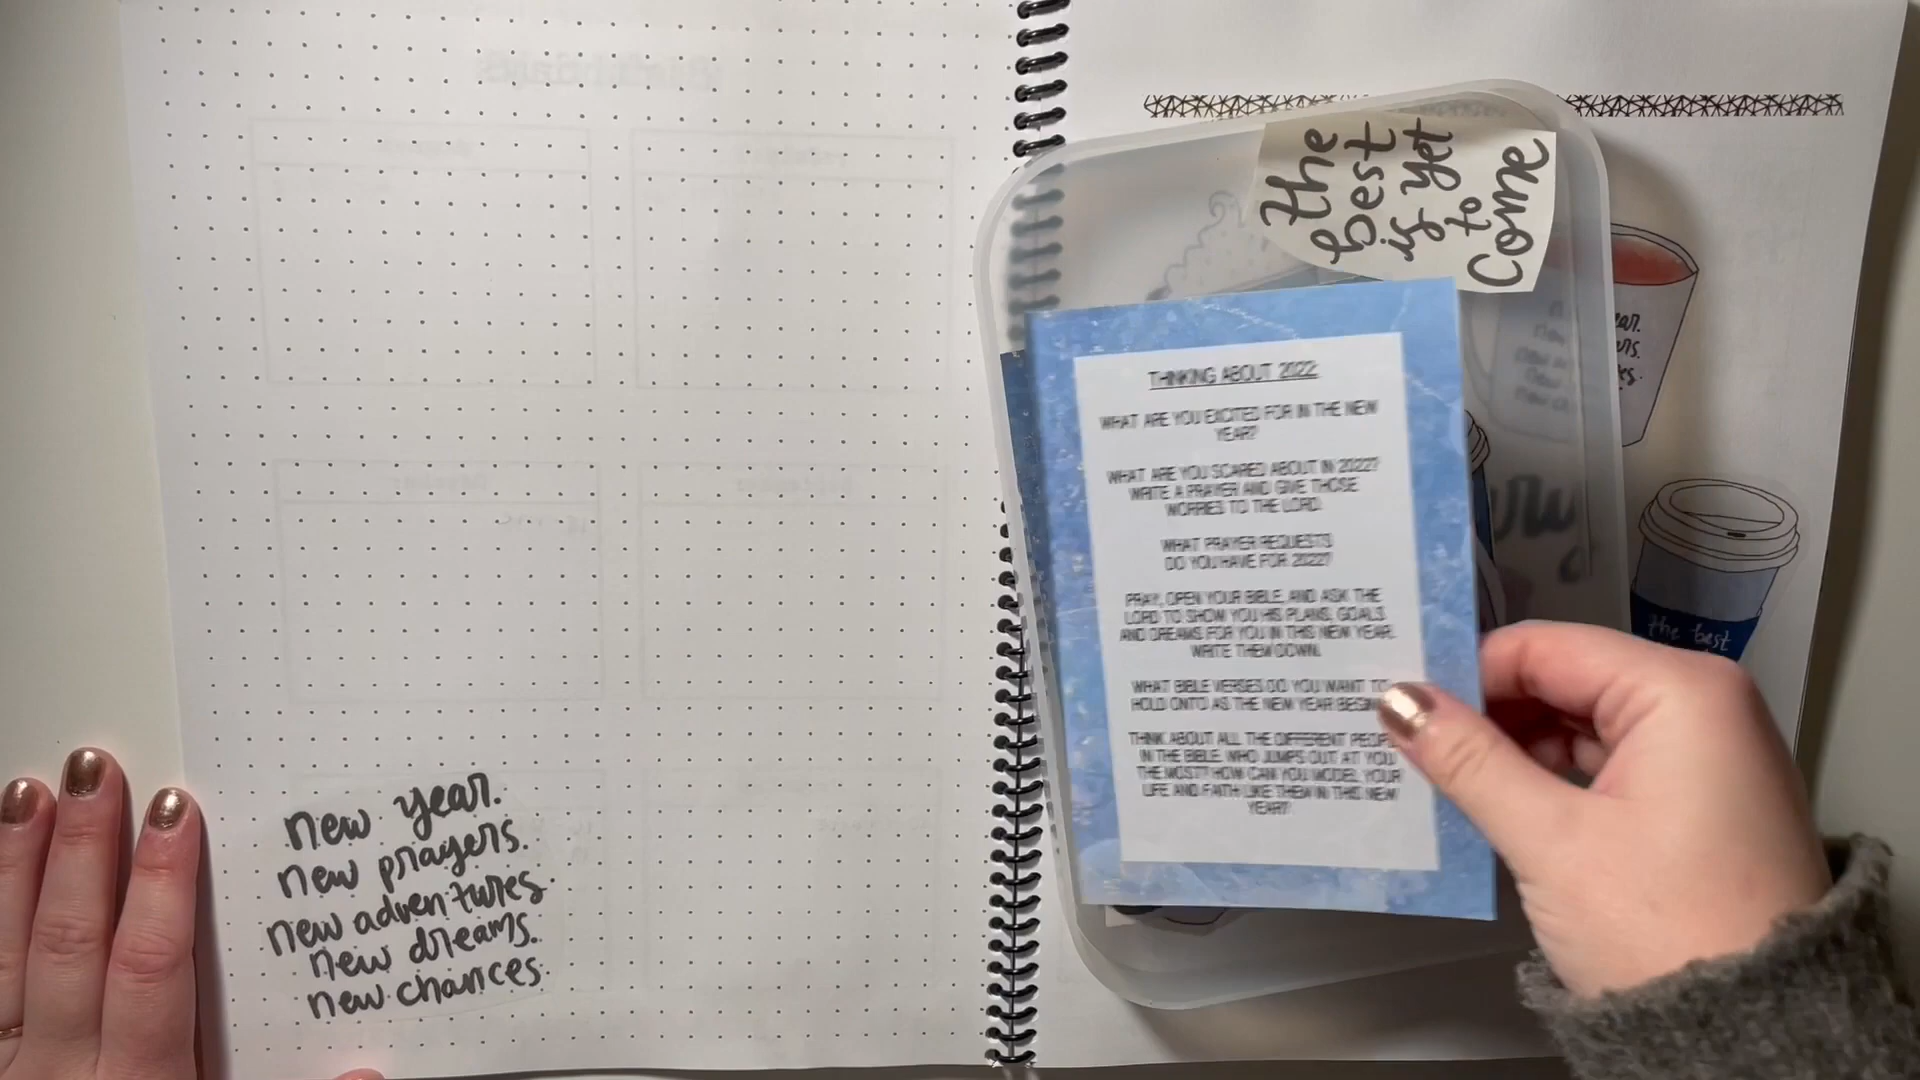 new year.
new prayers.
new adventures.
new dreams.
new chances.
the
best
is yet
to
come
THINKING ABOUT 2022:
WHAT ARE YOU EXCITED FOR IN THE NEW
YEAR?
WHAT ARE YOU SCARED ABOUT IN 2022?
WRITE A PRAYER AND GIVE THOSE
WORRIES TO THE LORD.
WHAT PRAYER REQUESTS
DO YOU HAVE FOR 2022?
PRAY, OPEN YOUR BIBLE, AND ASK THE
LORD TO SHOW YOU HIS PLANS, GOALS,
AND DREAMS FOR YOU IN THIS NEW YEAR.
WRITE THEM DOWN.
WHAT BIBLE VERSES DO YOU WANT TO
HOLD ONTO AS THE NEW YEAR
THINK ABOUT ALL THE DIFFERENT
IN THE BIBLE. WHO JUMPS OUT AT YOU
THE MOST? HOW CAN YOU MODEL YOUR
LIFE AND FAITH LIKE THEM IN THIS NEW
YEAR?
the best